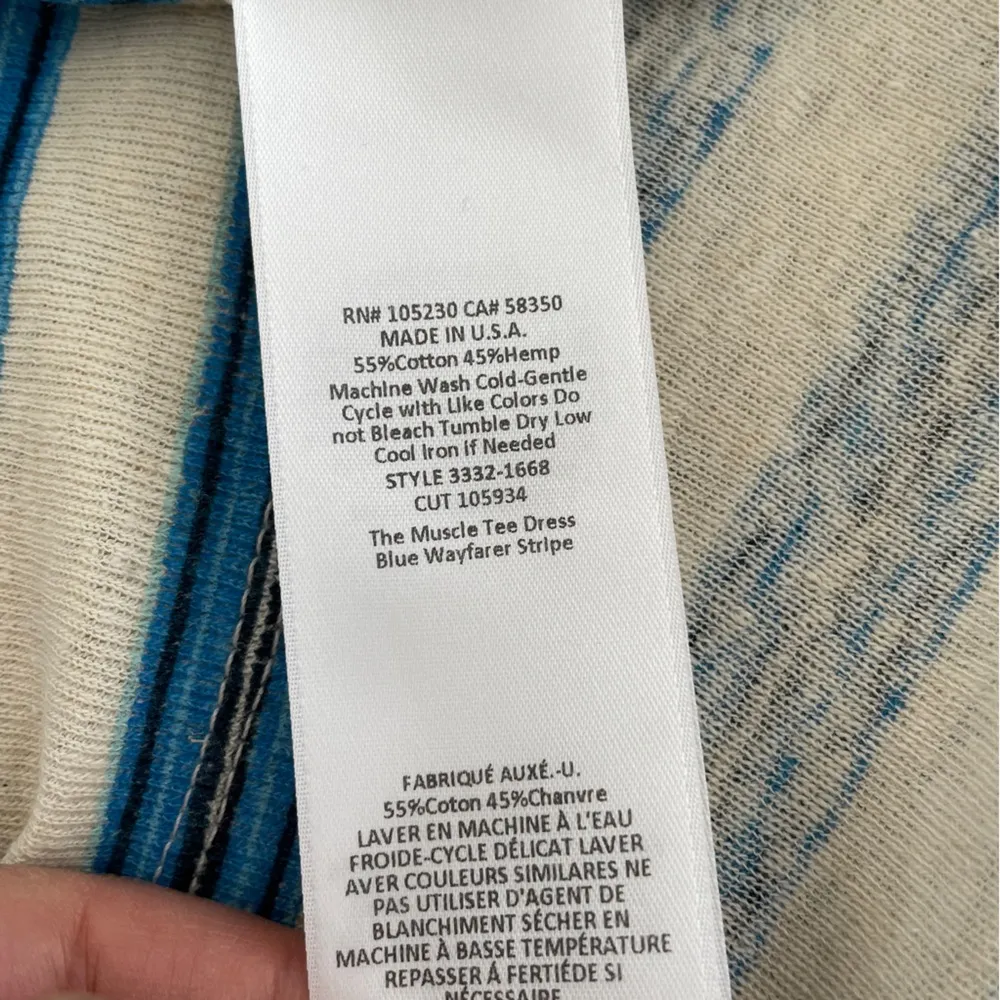 RN# 105230 CA# 58350
MADE IN U.S.A.
55%Cotton 45%Hemp
Machine Wash Cold-Gentle
Cycle with Like Colors Do
not Bleach Tumble Dry Low
Cool Iron if Needed
STYLE 3332-1668
CUT 105934
The Muscle Tee Dress
Blue Wayfarer Stripe
FABRIQUÉ AUXÉ.-U.
55%Coton 45%Chanvre
LAVER EN MACHINE À L'EAU
FROIDE-CYCLE DÉLICAT LAVER
AVER COULEURS SIMILARES NE
PAS UTILISER D'AGENT DE
BLANCHIMENT SÉCHER EN
MACHINE À BASSE TEMPÉRATURE
REPASSER Á FERTIÉDE SI
NÉCESSAIRE